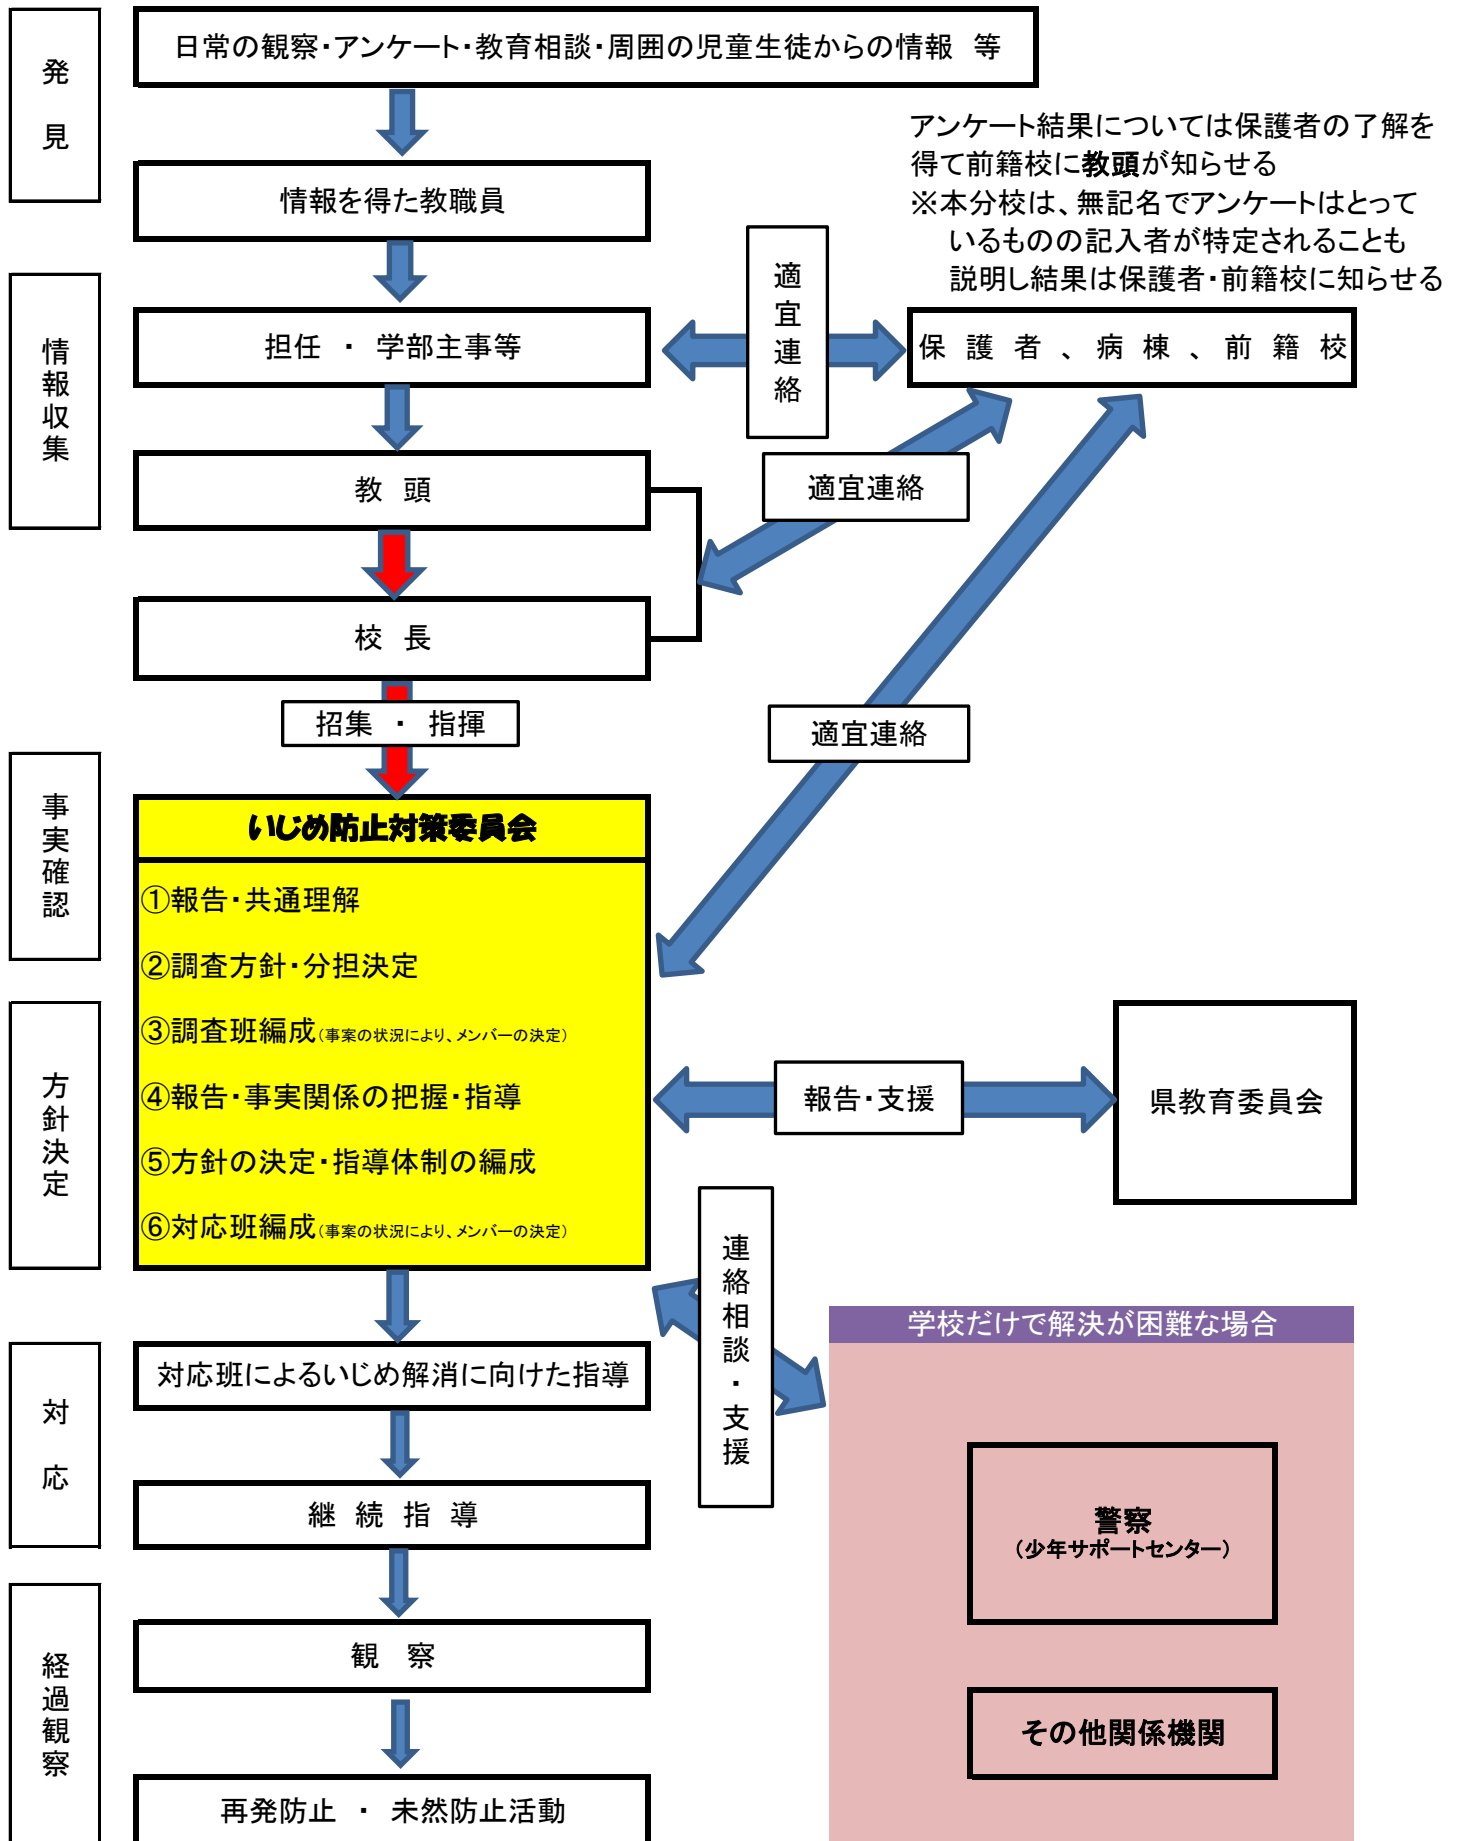 発見
日常の観察・アンケート・教育相談・周囲の児童生徒からの情報　等
アンケート結果については保護者の了解を
得て前籍校に教頭が知らせる
※本分校は、無記名でアンケートはとって
いるものの記入者が特定されることも
説明し結果は保護者・前籍校に知らせる
情報を得た教職員
情報収集
担任　・　学部主事等
適宜連絡
保護者、病棟、前籍校
教　頭
適宜連絡
校　長
招集　・　指揮
適宜連絡
事実確認
いじめ防止対策委員会
①報告・共通理解
②調査方針・分担決定
③調査班編成（事案の状況により、メンバーの決定）
④報告・事実関係の把握・指導
⑤方針の決定・指導体制の編成
⑥対応班編成（事案の状況により、メンバーの決定）
方針決定
報告・支援
県教育委員会
連絡相談・支援
学校だけで解決が困難な場合
対応
対応班によるいじめ解消に向けた指導
継　続　指　導
警察
（少年サポートセンター）
経過観察
観　察
その他関係機関
再発防止　・　未然防止活動